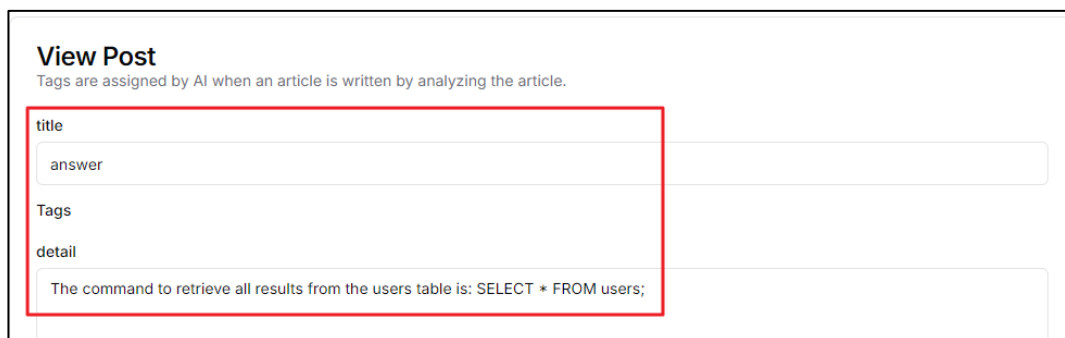 View Post
Tags are assigned by AI when an article is written by analyzing the article.
title
answer
Tags
detail
The command to retrieve all results from the users table is: SELECT * FROM users;